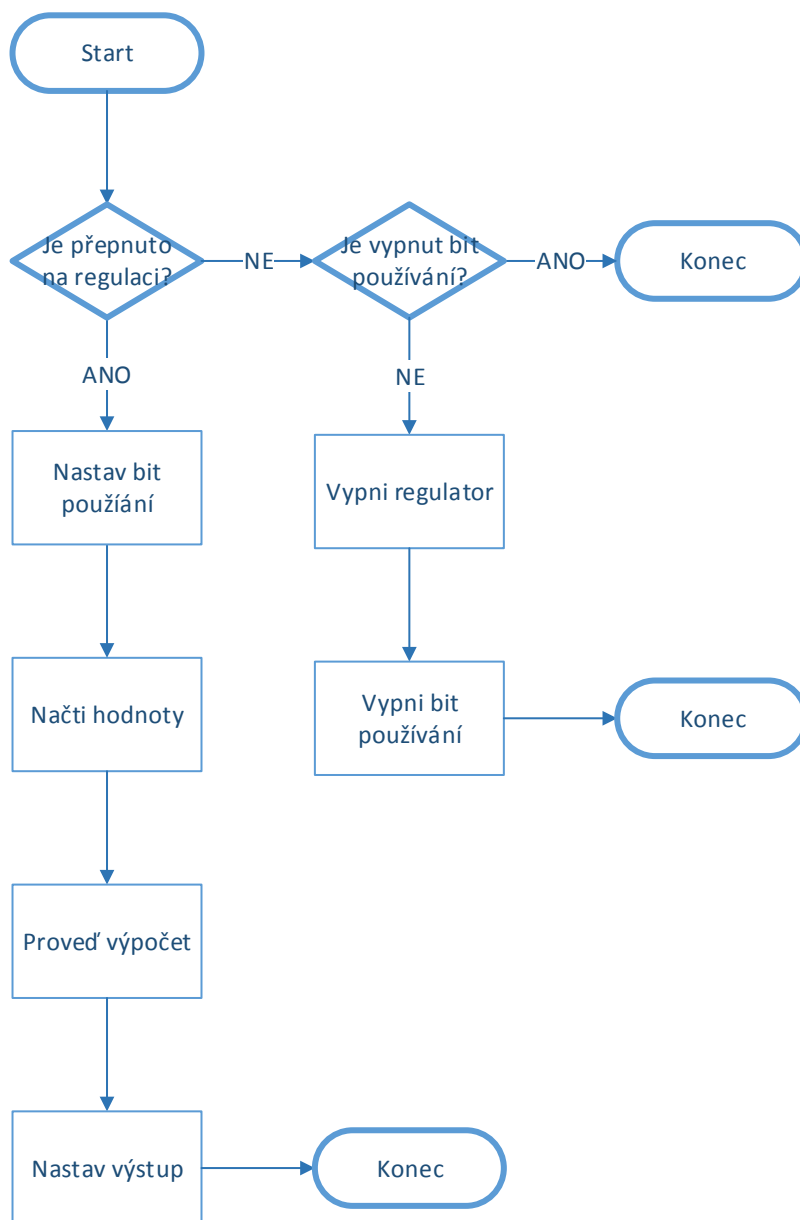 Start
Je přepnuto
na regulaci?
NE
Je vypnut bit
používání?
ANO
Konec
ANO
NE
Nastav bit
použíání
Vypni regulator
Načti hodnoty
Vypni bit
používání
Konec
Proveď výpočet
Nastav výstup
Konec